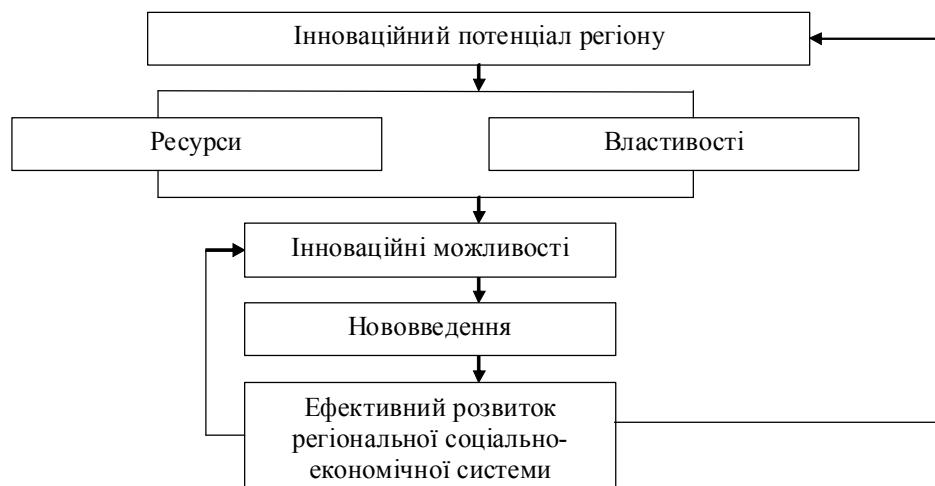 Інноваційний потенціал регіону
Ресурси
Властивості
Інноваційні можливості
Нововведення
Ефективний розвиток
регіональної соціально-
економічної системи